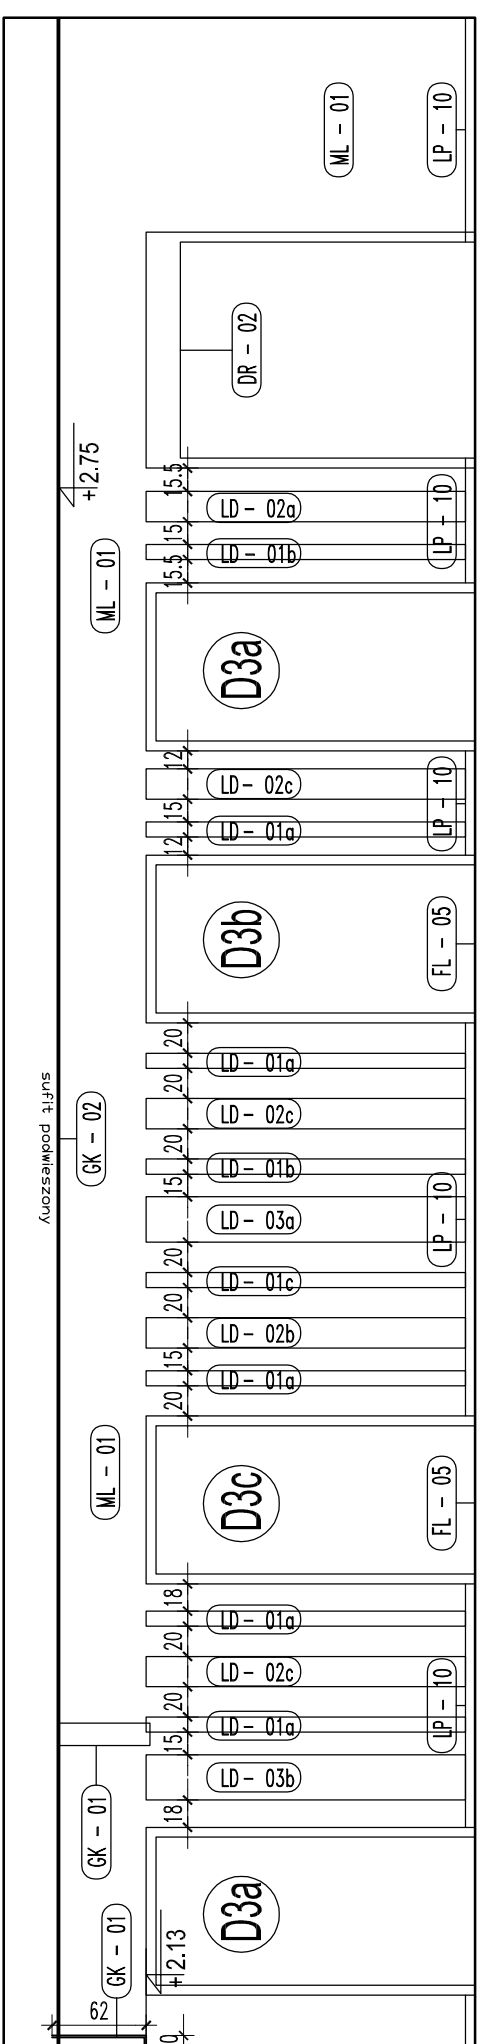 ML - 01
LP - 10
DR - 02
+2.75
15.5
LD - 02a
15
LD - 01b
15.5
LP - 10
ML - 01
D3a
12
LD - 02c
15
LD - 01a
12
LP - 10
D3b
FL - 05
20
LD - 01a
20
LD - 02c
20
LD - 01b
15
LD - 03a
20
LD - 01c
20
LD - 02b
15
LD - 01a
20
LP - 10
GK - 02
sufit podwieszony
ML - 01
D3c
FL - 05
18
LD - 01a
20
LD - 02c
20
LD - 01a
15
LD - 03b
18
LP - 10
GK - 01
D3a
GK - 01
+2.13
62